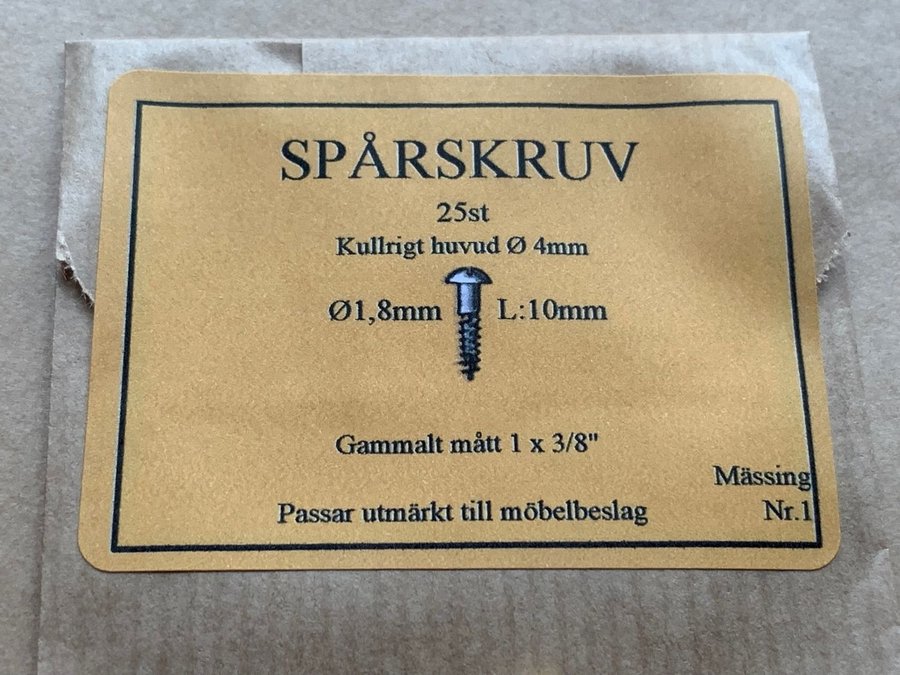 SPÅRSKRUV
25st
Kullrigt huvud Ø 4mm
Ø1,8mm L:10mm
Gammalt mått 1 x 3/8"
Mässing
Passar utmärkt till möbelbeslag Nr.1